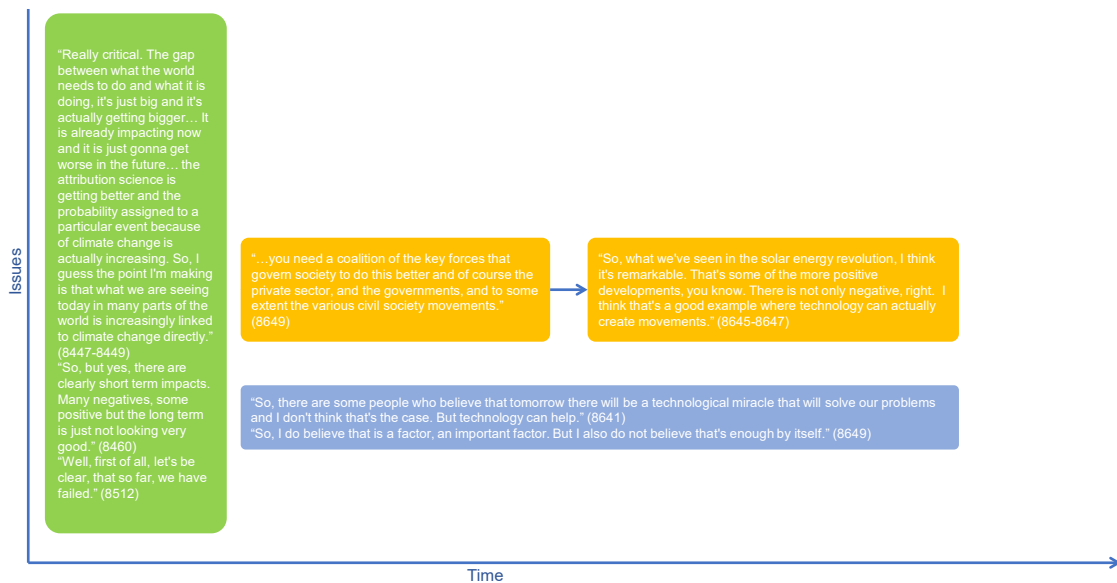 Issues
“Really critical. The gap
between what the world
needs to do and what it is
doing, it's just big and it's
actually getting bigger… It
is already impacting now
and it is just gonna get
worse in the future… the
attribution science is
getting better and the
probability assigned to a
particular event because
of climate change is
actually increasing. So, I
guess the point I'm making
is that what we are seeing
today in many parts of the
world is increasingly linked
to climate change directly.”
(8447-8449)
“So, but yes, there are
clearly short term impacts.
Many negatives, some
positive but the long term
is just not looking very
good.” (8460)
“Well, first of all, let's be
clear, that so far, we have
failed.” (8512)
“…you need a coalition of the key forces that
govern society to do this better and of course the
private sector, and the governments, and to some
extent the various civil society movements.”
(8649)
“So, what we've seen in the solar energy revolution, I think
it's remarkable. That's some of the more positive
developments, you know. There is not only negative, right.  I
think that's a good example where technology can actually
create movements.” (8645-8647)
“So, there are some people who believe that tomorrow there will be a technological miracle that will solve our problems
and I don't think that's the case. But technology can help.” (8641)
“So, I do believe that is a factor, an important factor. But I also do not believe that's enough by itself.” (8649)
Time